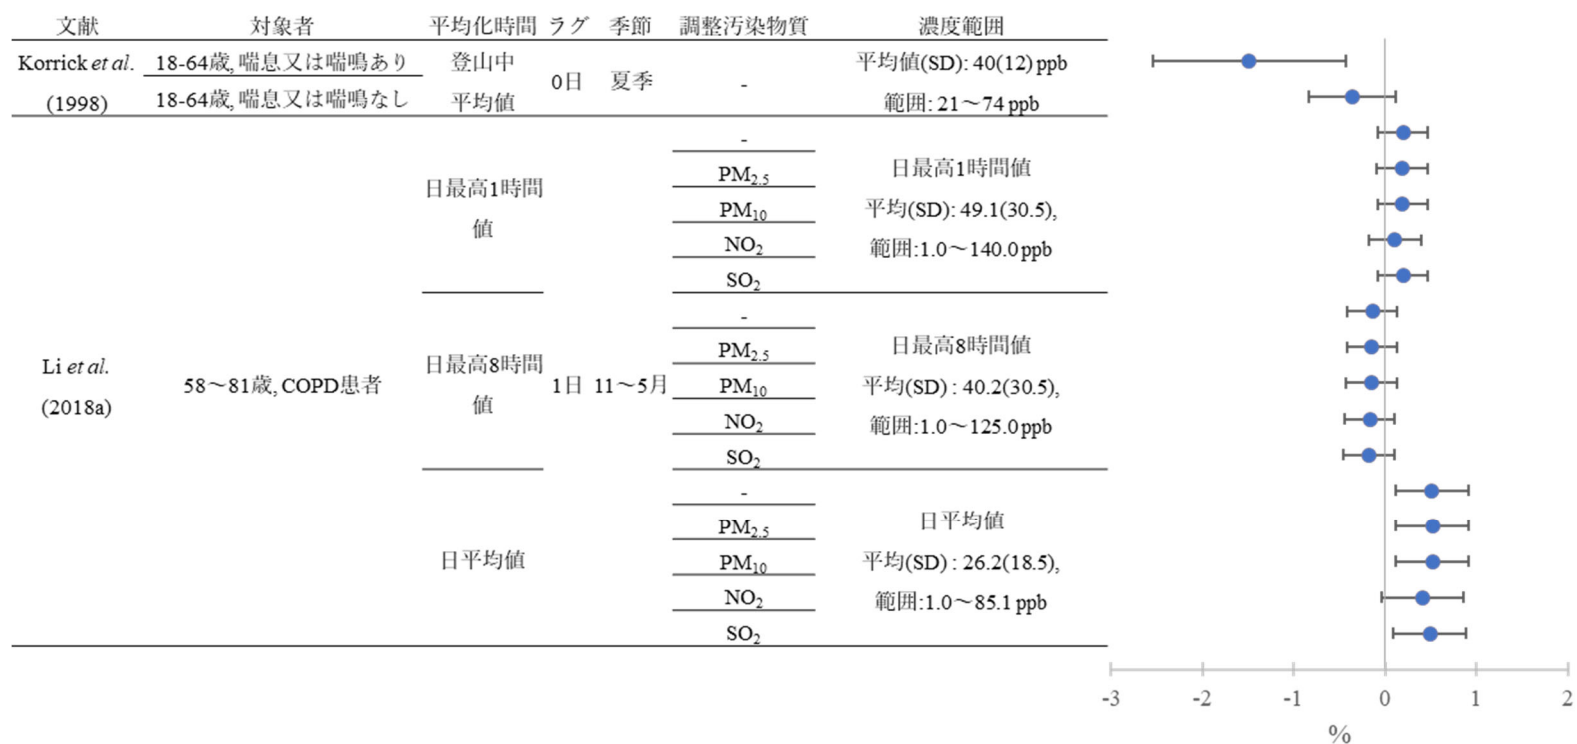 文献 対象者 平均化時間 ラグ 季節 調整汚染物質 濃度範囲
Korrick et al. (1998)
18-64歳, 喘息又は喘鳴あり
18-64歳, 喘息又は喘鳴なし
登山中
平均値
0日
夏季
-
平均値(SD): 40(12) ppb
範囲: 21～74 ppb
Li et al.
(2018a)
58～81歳, COPD患者
日最高1時間
値
1日
11～5月
-
PM2.5
PM10
NO2
SO2
日最高1時間値
平均(SD): 49.1(30.5),
範囲:1.0～140.0 ppb
日最高8時間
値
-
PM2.5
PM10
NO2
SO2
日最高8時間値
平均(SD): 40.2(30.5),
範囲:1.0～125.0 ppb
日平均値
-
PM2.5
PM10
NO2
SO2
日平均値
平均(SD) : 26.2(18.5),
範囲:1.0～85.1 ppb
-3 -2 -1 0 1 2
%